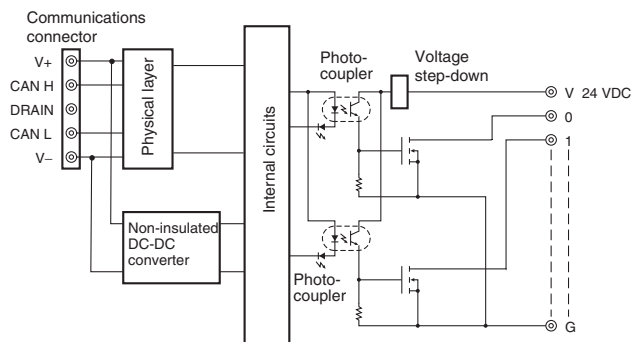 Communications
connector
V+
CAN H
DRAIN
CAN L
V–
Physical layer
Non-insulated
DC-DC
converter
Internal circuits
Photo-
coupler
Voltage
step-down
Photo-
coupler
V 24 VDC
0
1
G